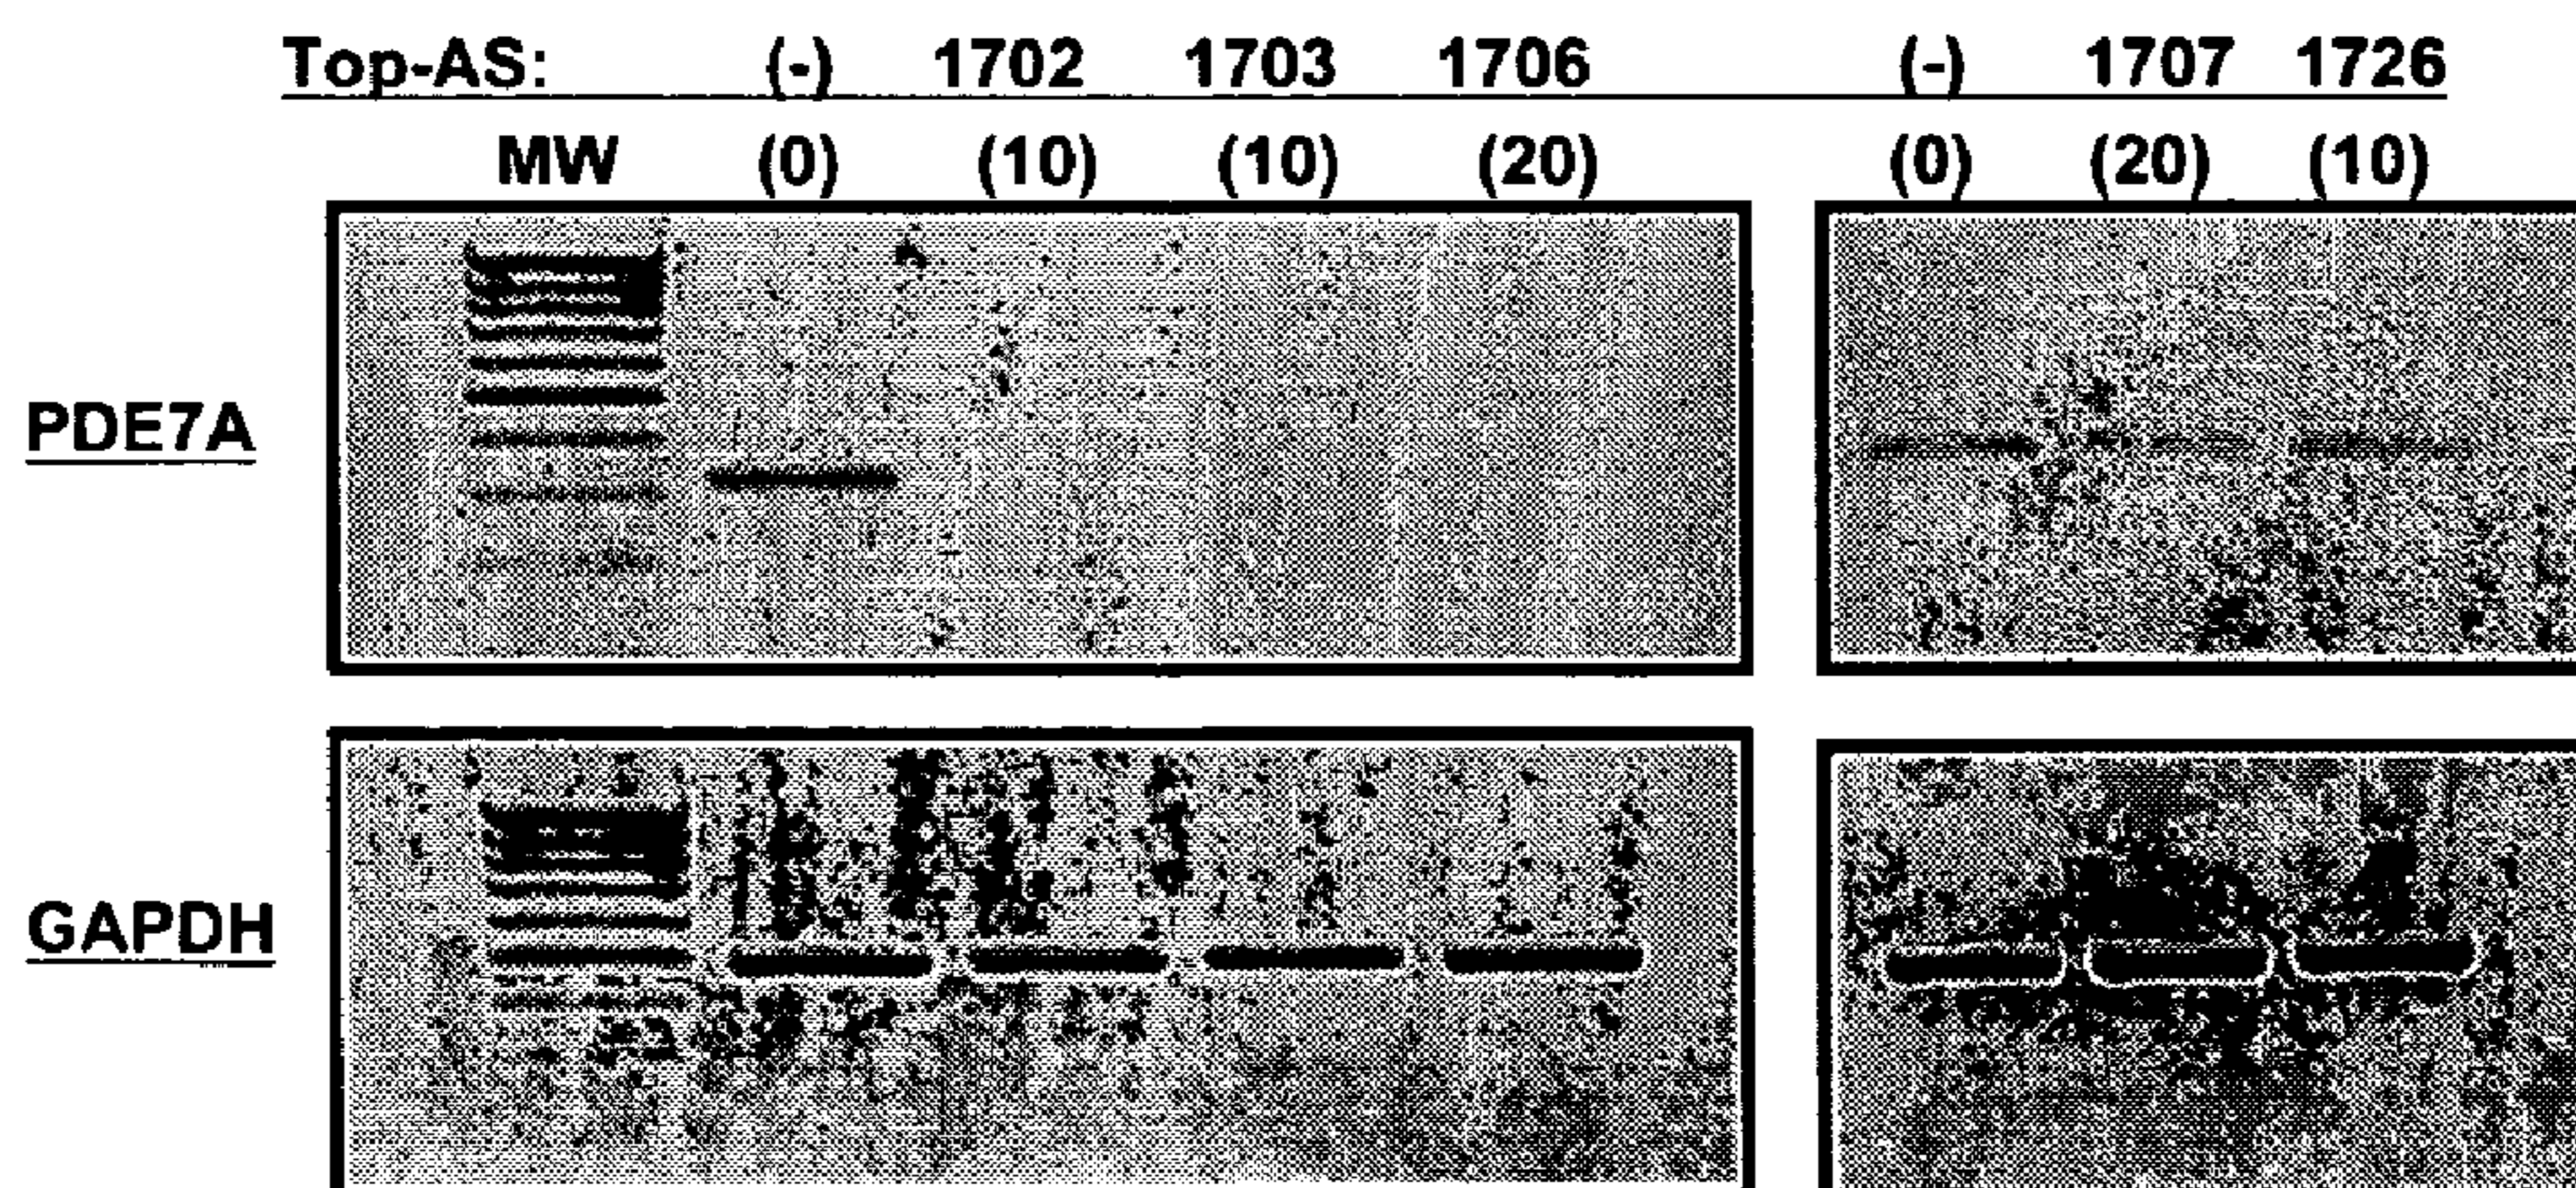 Top-AS: (-) 1702 1703 1706 (-) 1707 1726
MW (0) (10) (10) (20) (0) (20) (10)
PDE7A
GAPDH